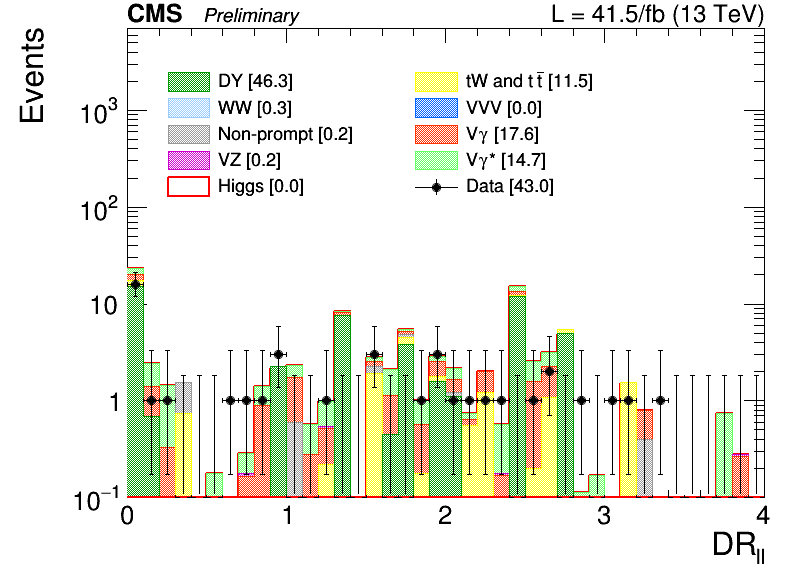 CMS Preliminary L = 41.5/fb (13 TeV)
Events
DY [46.3] tW and tt̅ [11.5]
WW [0.3] VVV [0.0]
Non-prompt [0.2] Vγ [17.6]
VZ [0.2] Vγ* [14.7]
Higgs [0.0] Data [43.0]
10³
10²
10
1
10⁻¹
0 1 2 3 4
DR_ll